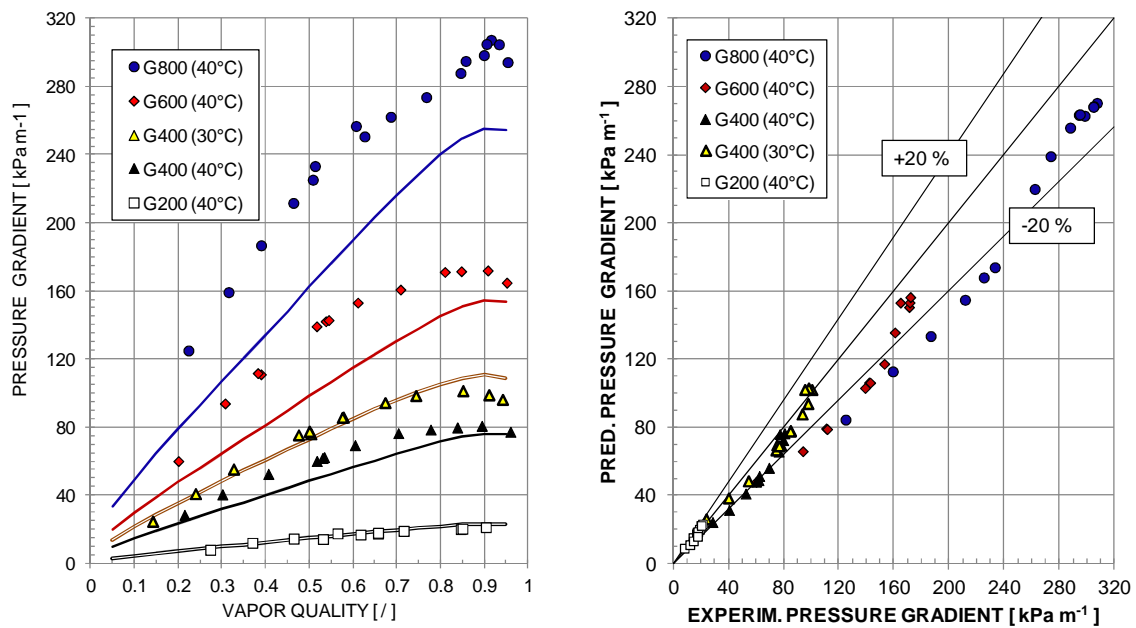 320
280
240
200
160
120
80
40
0
PRESSURE GRADIENT [ kPam-1 ]
G800 (40°C)
G600 (40°C)
G400 (30°C)
G400 (40°C)
G200 (40°C)
0 0.1 0.2 0.3 0.4 0.5 0.6 0.7 0.8 0.9 1
VAPOR QUALITY [ / ]
320
280
240
200
160
120
80
40
0
PRED. PRESSURE GRADIENT [ kPa m⁻¹ ]
G800 (40°C)
G600 (40°C)
G400 (40°C)
G400 (30°C)
G200 (40°C)
+20 %
-20 %
0 40 80 120 160 200 240 280 320
EXPERIM. PRESSURE GRADIENT [ kPa m⁻¹ ]